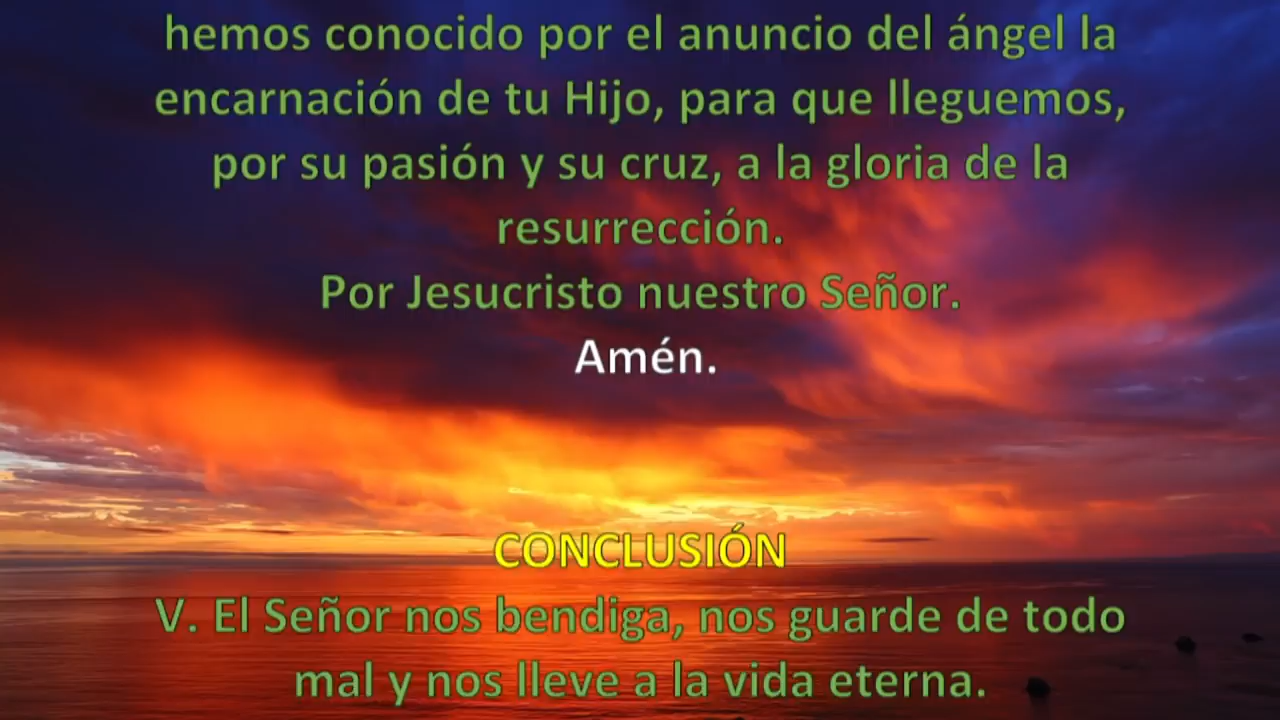 hemos conocido por el anuncio del ángel la
encarnación de tu Hijo, para que lleguemos,
por su pasión y su cruz, a la gloria de la
resurrección.
Por Jesucristo nuestro Señor.
Amén.
CONCLUSIÓN
V. El Señor nos bendiga, nos guarde de todo
mal y nos lleve a la vida eterna.